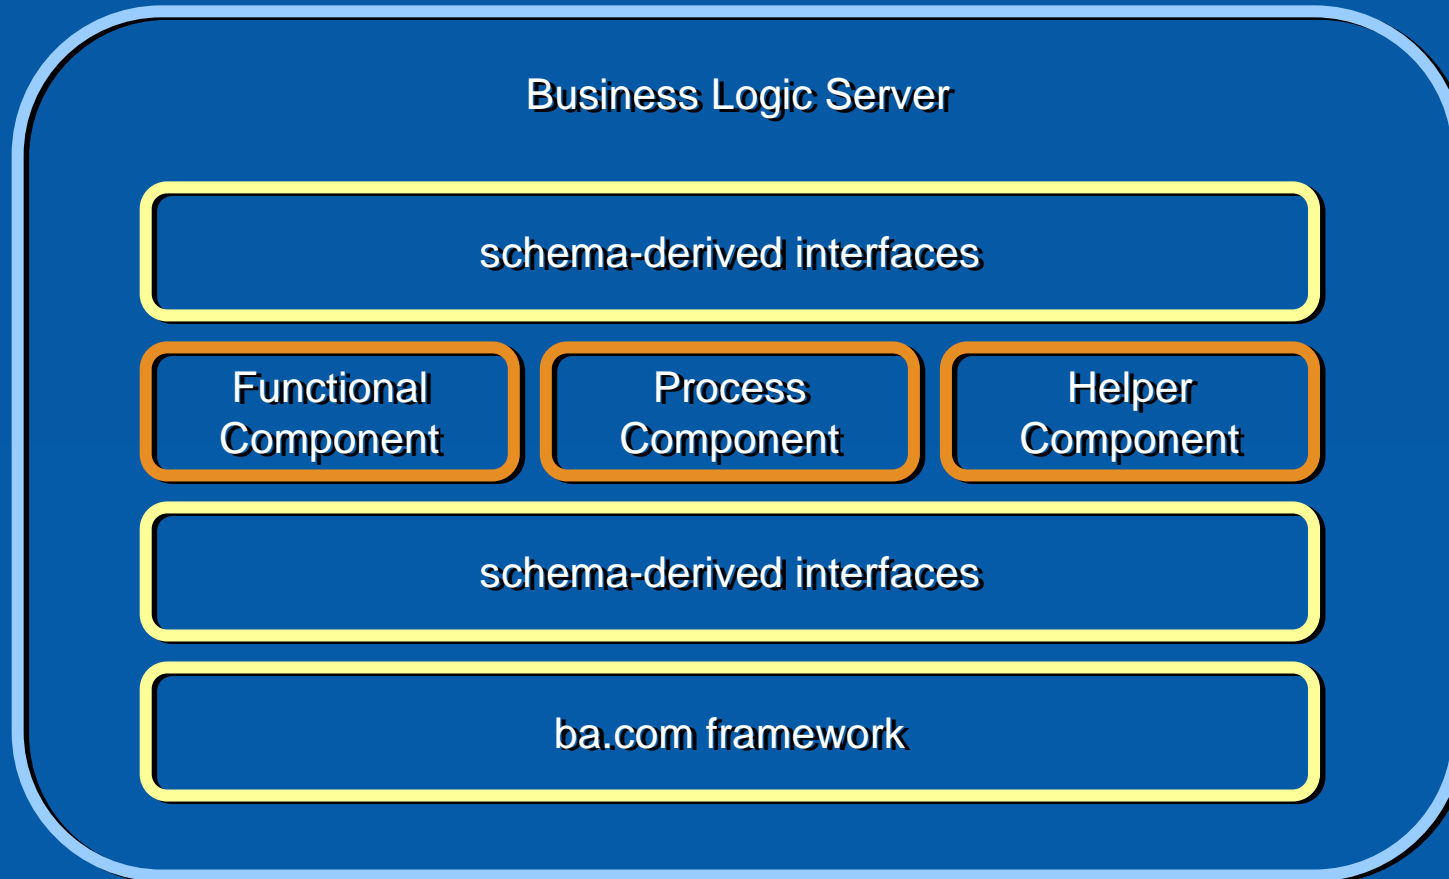 Business Logic Server
schema-derived interfaces
Functional
Component
Process
Component
Helper
Component
schema-derived interfaces
ba.com framework